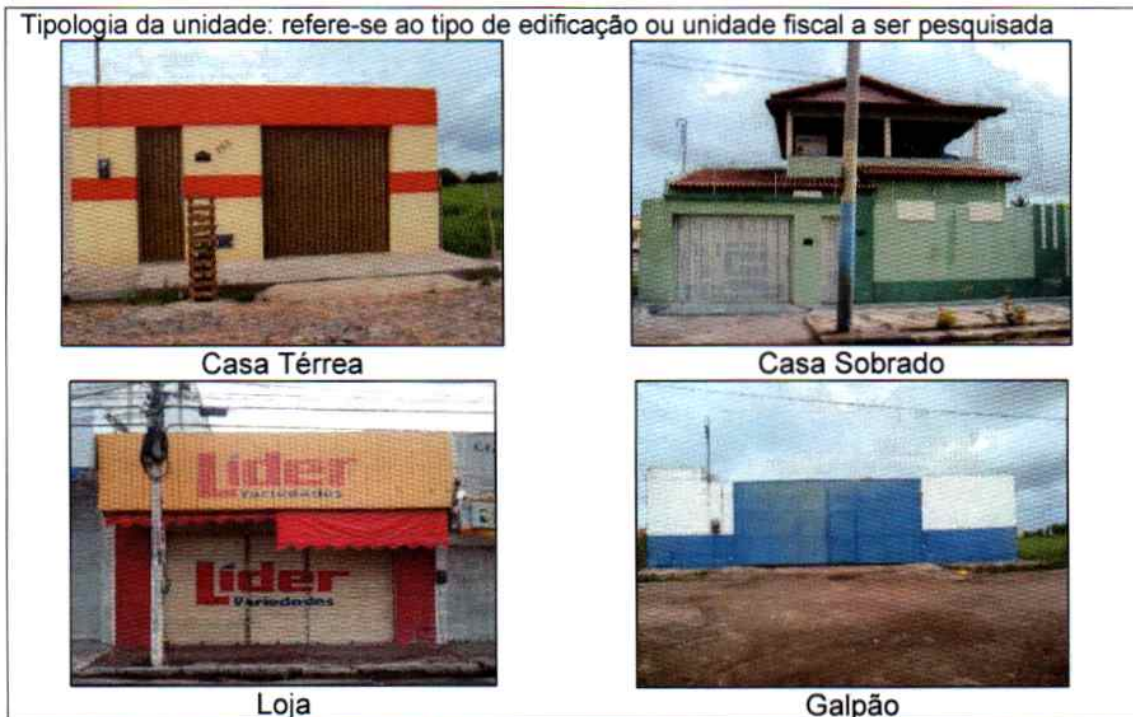 Tipologia da unidade: refere-se ao tipo de edificação ou unidade fiscal a ser pesquisada
Casa Térrea
Casa Sobrado
Líder
Variedades
Líder
Variedades
Loja
Galpão